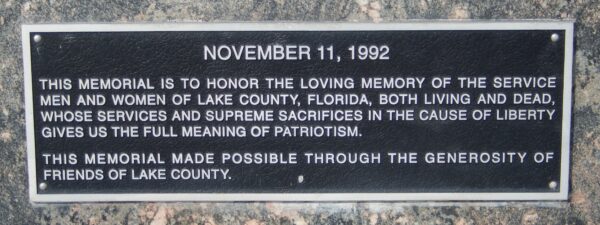 NOVEMBER 11, 1992
THIS MEMORIAL IS TO HONOR THE LOVING MEMORY OF THE SERVICE
MEN AND WOMEN OF LAKE COUNTY, FLORIDA, BOTH LIVING AND DEAD,
WHOSE SERVICES AND SUPREME SACRIFICES IN THE CAUSE OF LIBERTY
GIVES US THE FULL MEANING OF PATRIOTISM.
THIS MEMORIAL MADE POSSIBLE THROUGH THE GENEROSITY OF
FRIENDS OF LAKE COUNTY.